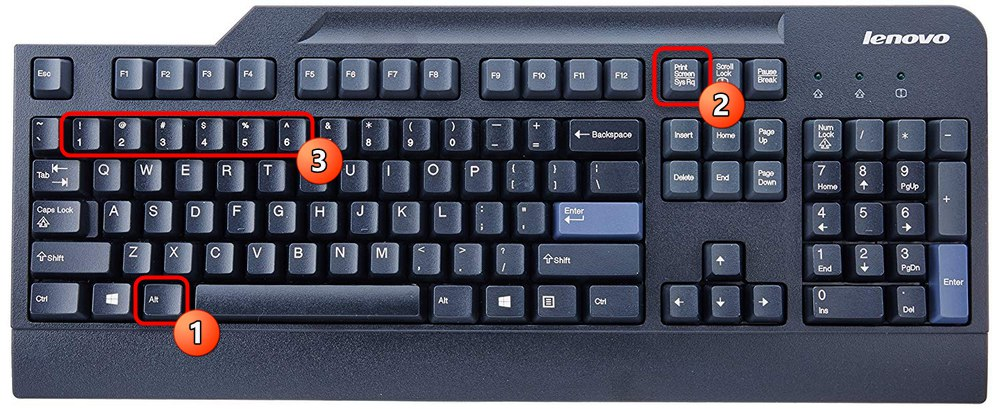 lenovo
Esc F1 F2 F3 F4 F5 F6 F7 F8 F9 F10 F11 F12 Print Screen SysRq Scroll Lock Pause Break
2
~ ` ! 1 @ 2 # 3 $ 4 % 5 ^ 6 & 7 * 8 ( 9 ) 0 _ - + = ← Backspace Insert Home Page Up Num Lock / * -
3
Tab Q W E R T U I O P { [ } ] | \ Delete End Page Down 7 Home 8 ↑ 9 PgUp +
Caps Lock A S D F G H J K L : ; " ' Enter 4 ← 5 6 →
Shift Z X C V B N M < , > . ? / Shift ↑ 1 End 2 ↓ 3 PgDn Enter
Ctrl Alt Alt Ctrl ← ↓ → 0 Ins . Del
1